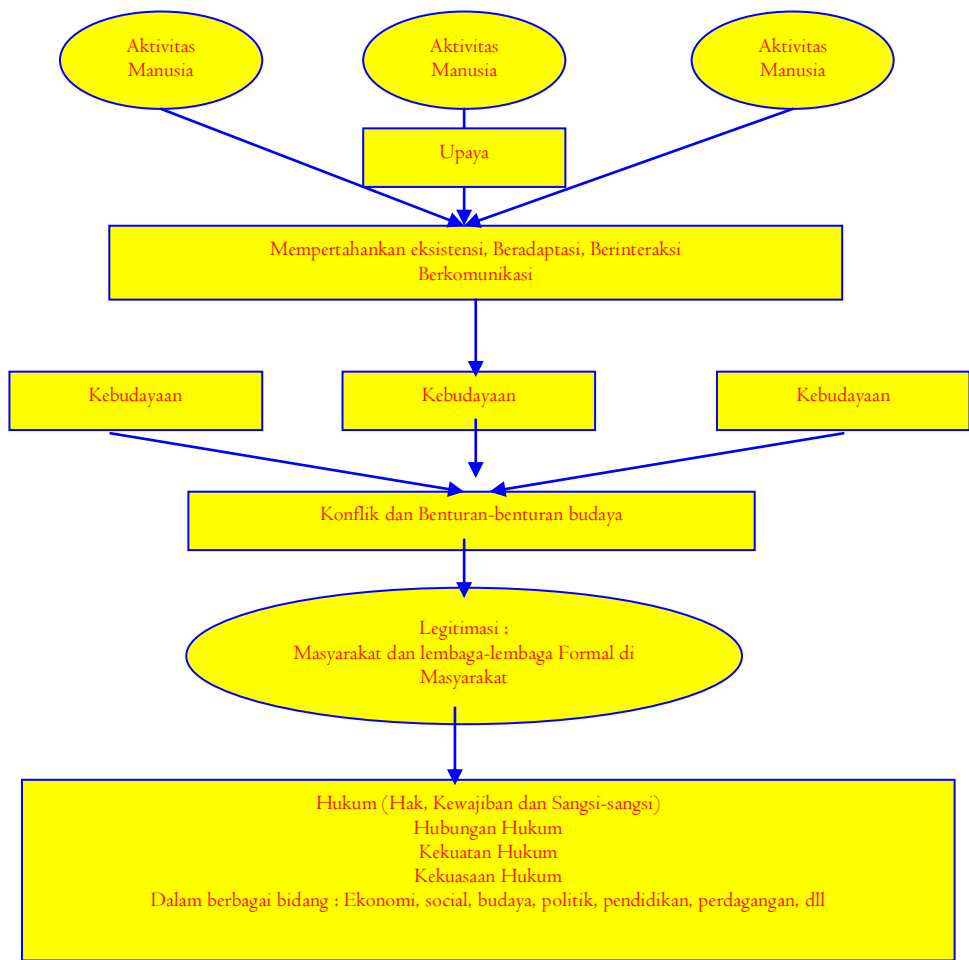 Aktivitas
Manusia
Aktivitas
Manusia
Aktivitas
Manusia
Upaya
Mempertahankan eksistensi, Beradaptasi, Berinteraksi
Berkomunikasi
Kebudayaan
Kebudayaan
Kebudayaan
Konflik dan Benturan-benturan budaya
Legitimasi :
Masyarakat dan lembaga-lembaga Formal di
Masyarakat
Hukum (Hak, Kewajiban dan Sangsi-sangsi)
Hubungan Hukum
Kekuatan Hukum
Kekuasaan Hukum
Dalam berbagai bidang : Ekonomi, social, budaya, politik, pendidikan, perdagangan, dll